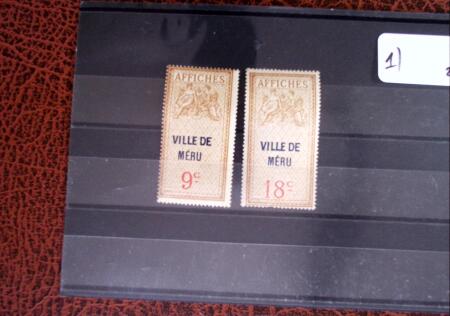 1)
AFFICHES
VILLE DE
MÉRU
9c
AFFICHES
VILLE DE
MÉRU
18c